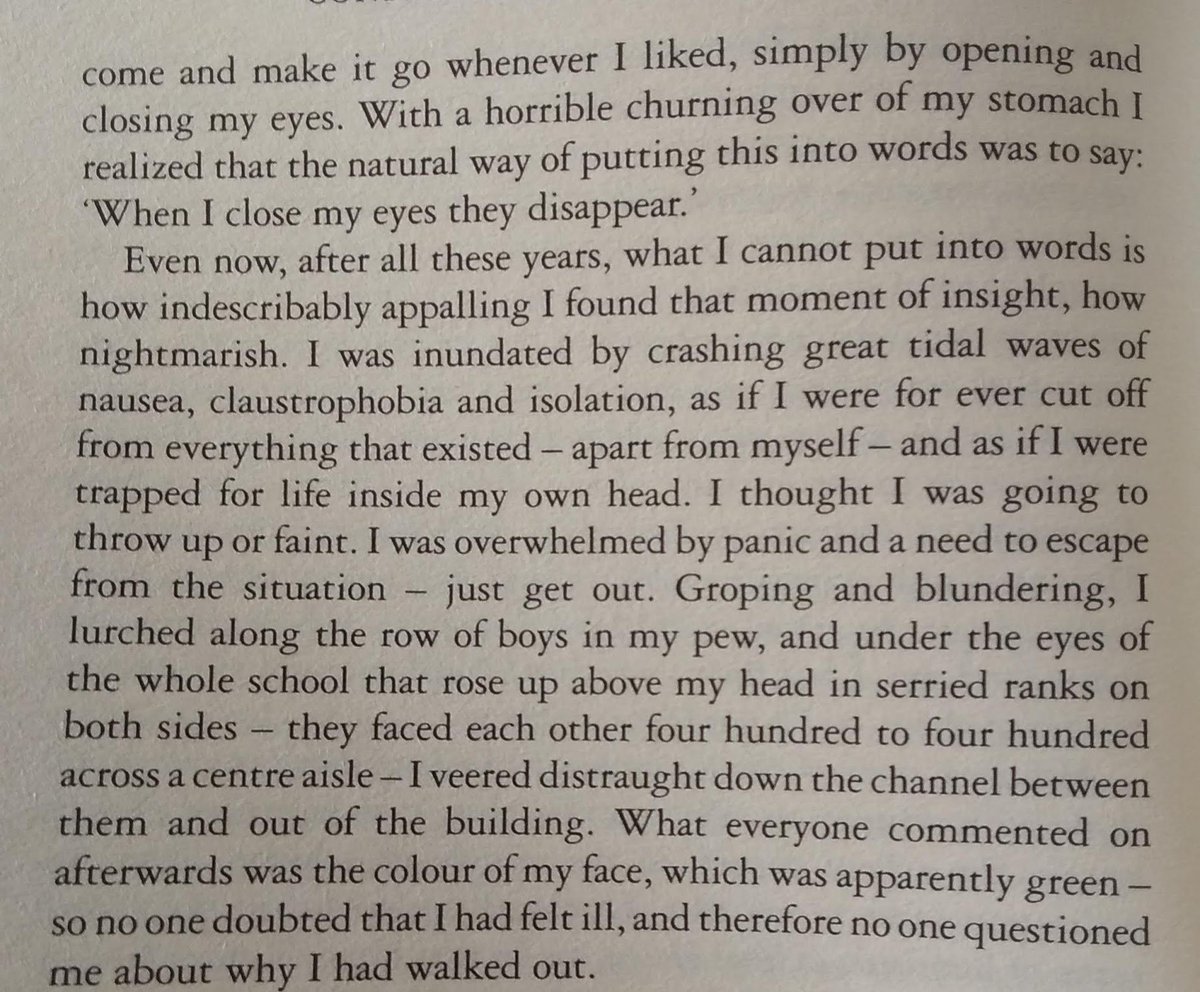 come and make it go whenever I liked, simply by opening and
closing my eyes. With a horrible churning over of my stomach I
realized that the natural way of putting this into words was to say:
‘When I close my eyes they disappear.’
Even now, after all these years, what I cannot put into words is
how indescribably appalling I found that moment of insight, how
nightmarish. I was inundated by crashing great tidal waves of
nausea, claustrophobia and isolation, as if I were for ever cut off
from everything that existed – apart from myself – and as if I were
trapped for life inside my own head. I thought I was going to
throw up or faint. I was overwhelmed by panic and a need to escape
from the situation – just get out. Groping and blundering, I
lurched along the row of boys in my pew, and under the eyes of
the whole school that rose up above my head in serried ranks on
both sides – they faced each other four hundred to four hundred
across a centre aisle – I veered distraught down the channel between
them and out of the building. What everyone commented on
afterwards was the colour of my face, which was apparently green –
so no one doubted that I had felt ill, and therefore no one questioned
me about why I had walked out.